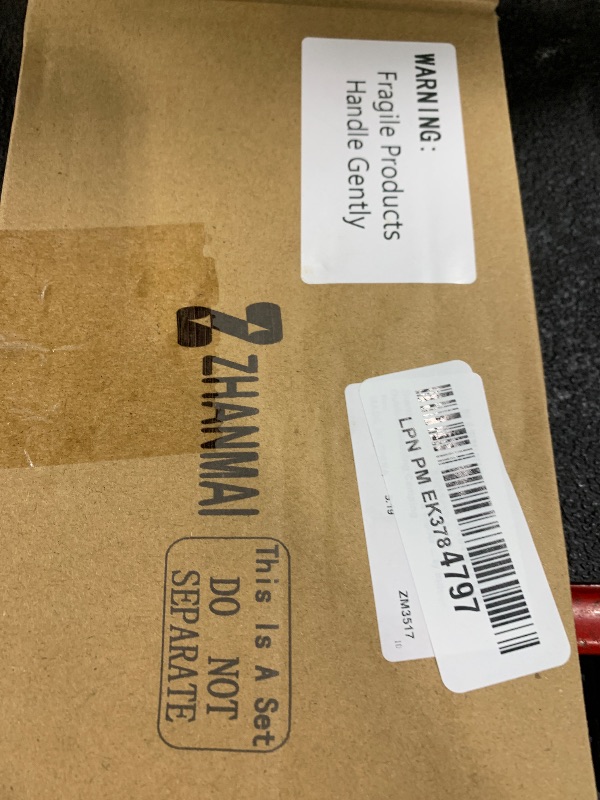 WARNING:
Fragile Products
Handle Gently
ZHANMAI
This Is A Set
DO NOT
SEPARATE
LPN PM EK3784797
ZM3517